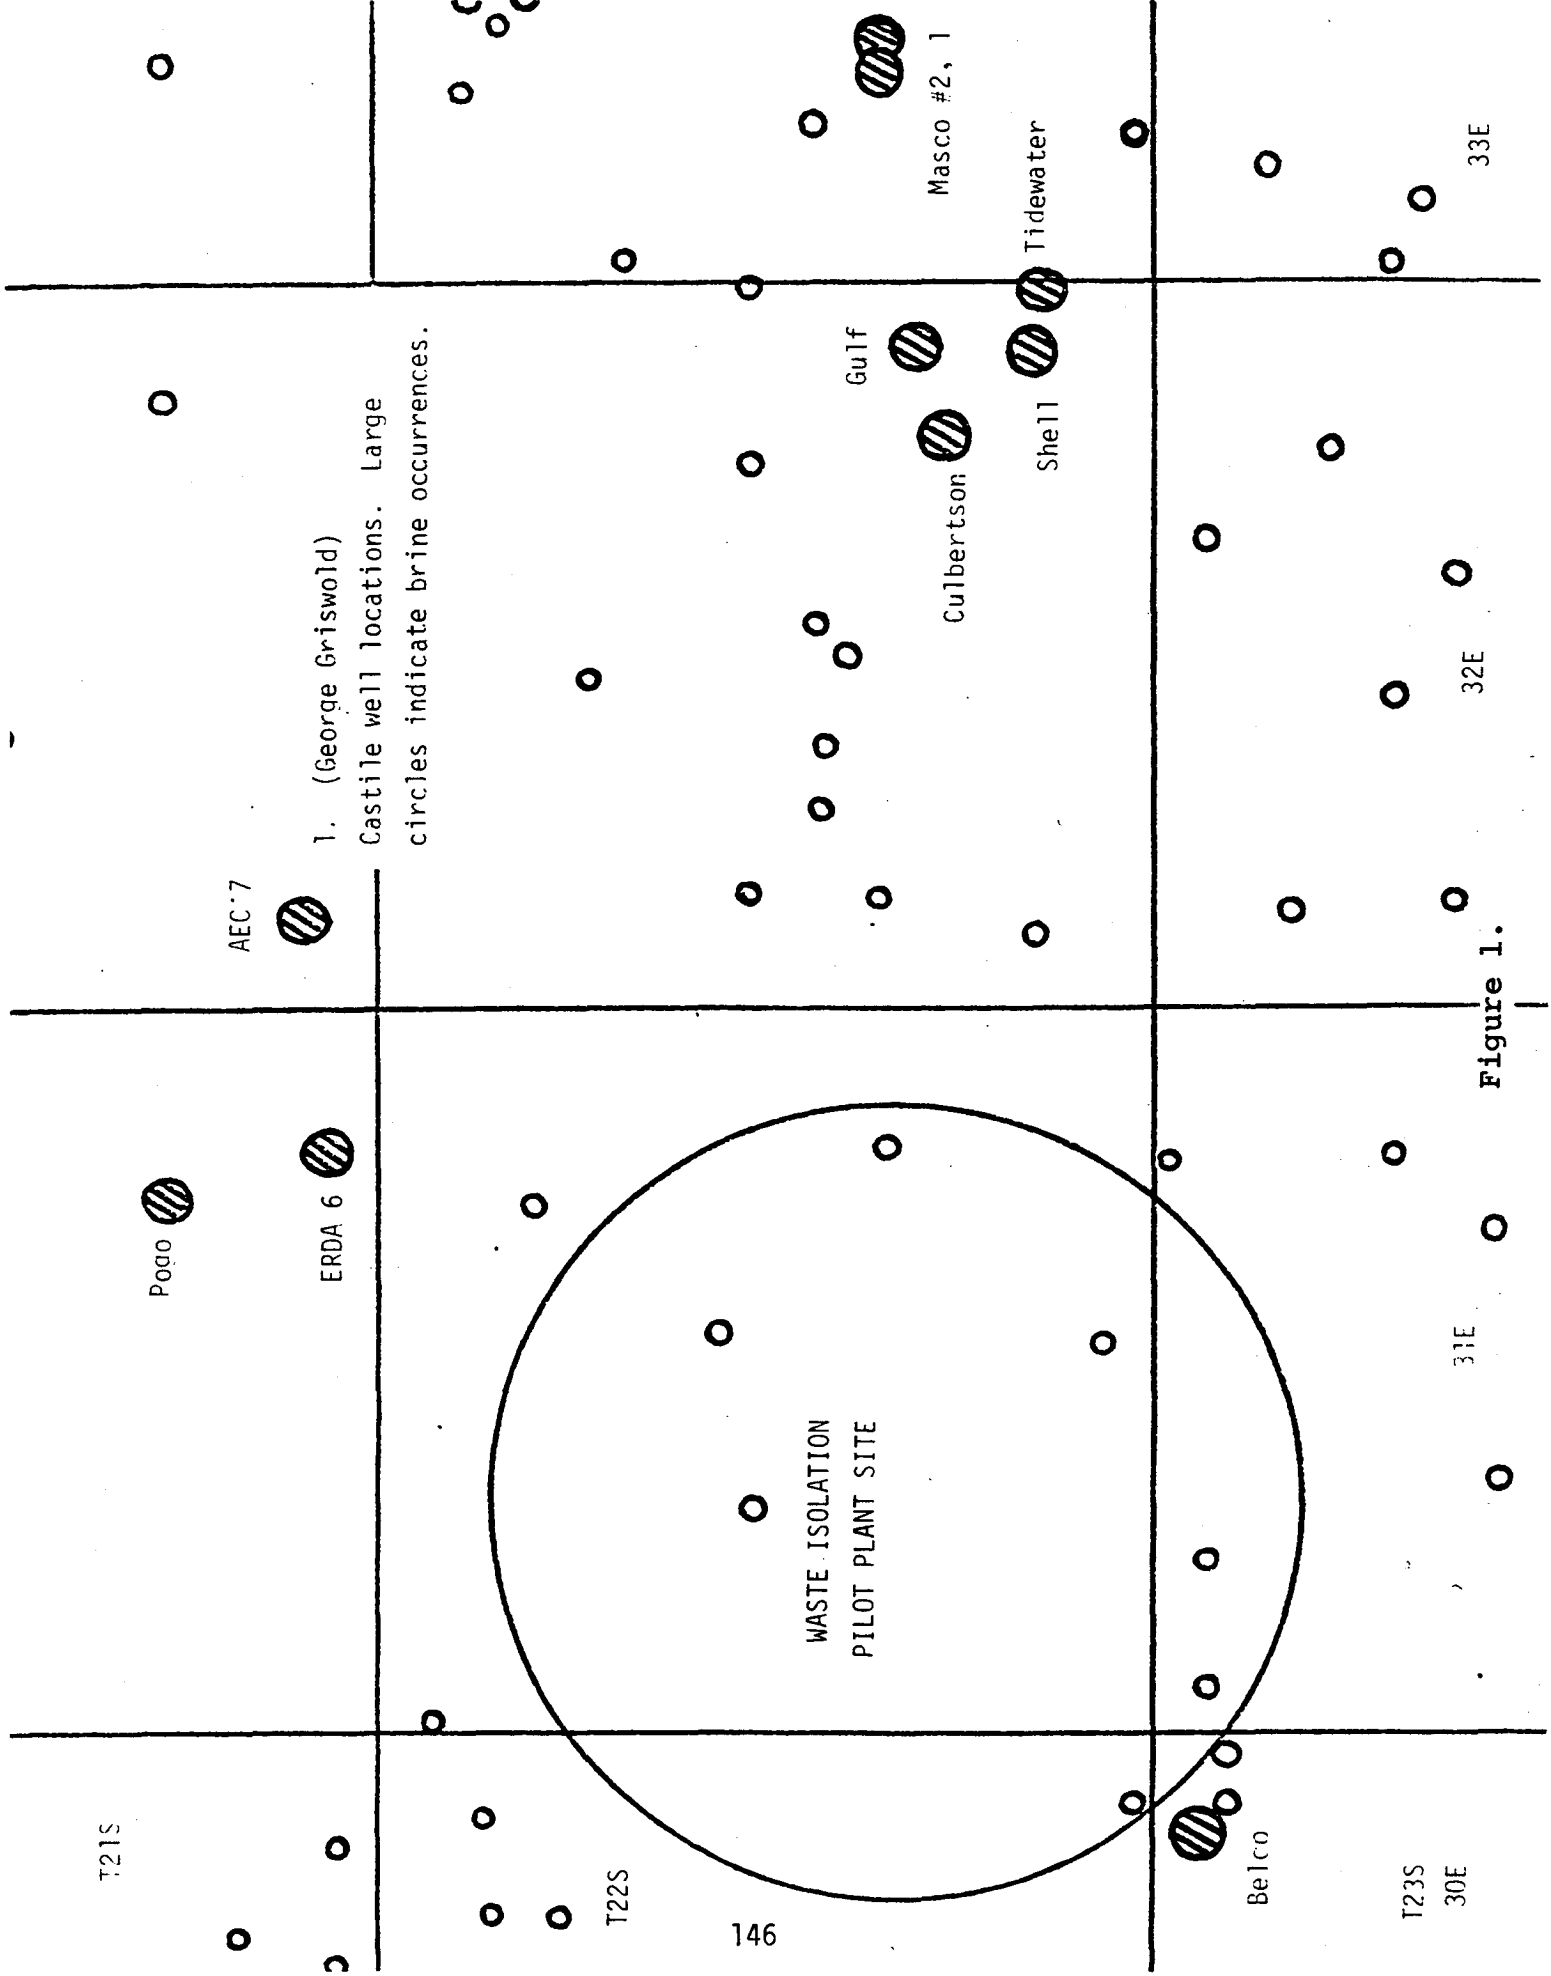 T21S
Pogo
ERDA 6
AEC 7
1. (George Griswold)
Castile well locations. Large
circles indicate brine occurrences.
T22S
WASTE ISOLATION
PILOT PLANT SITE
Gulf
Masco #2, 1
Culbertson
Shell
Tidewater
Belco
T23S
30E
31E
32E
33E
Figure 1.
146